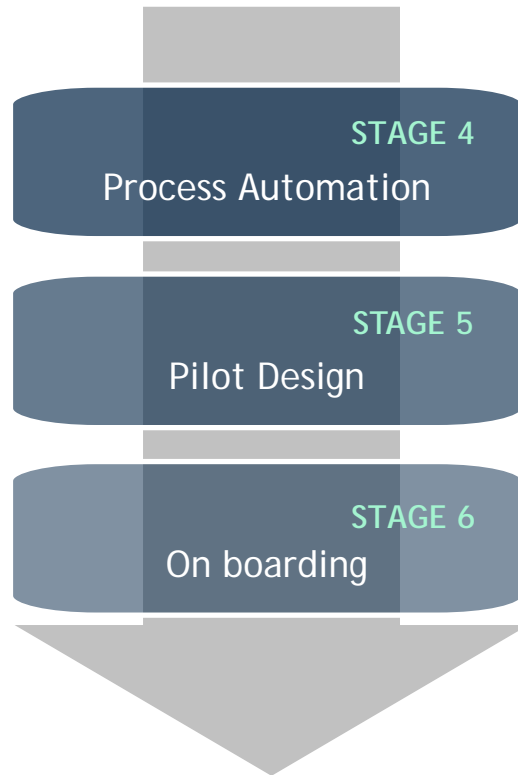 STAGE 4
Process Automation
STAGE 5
Pilot Design
STAGE 6
On boarding